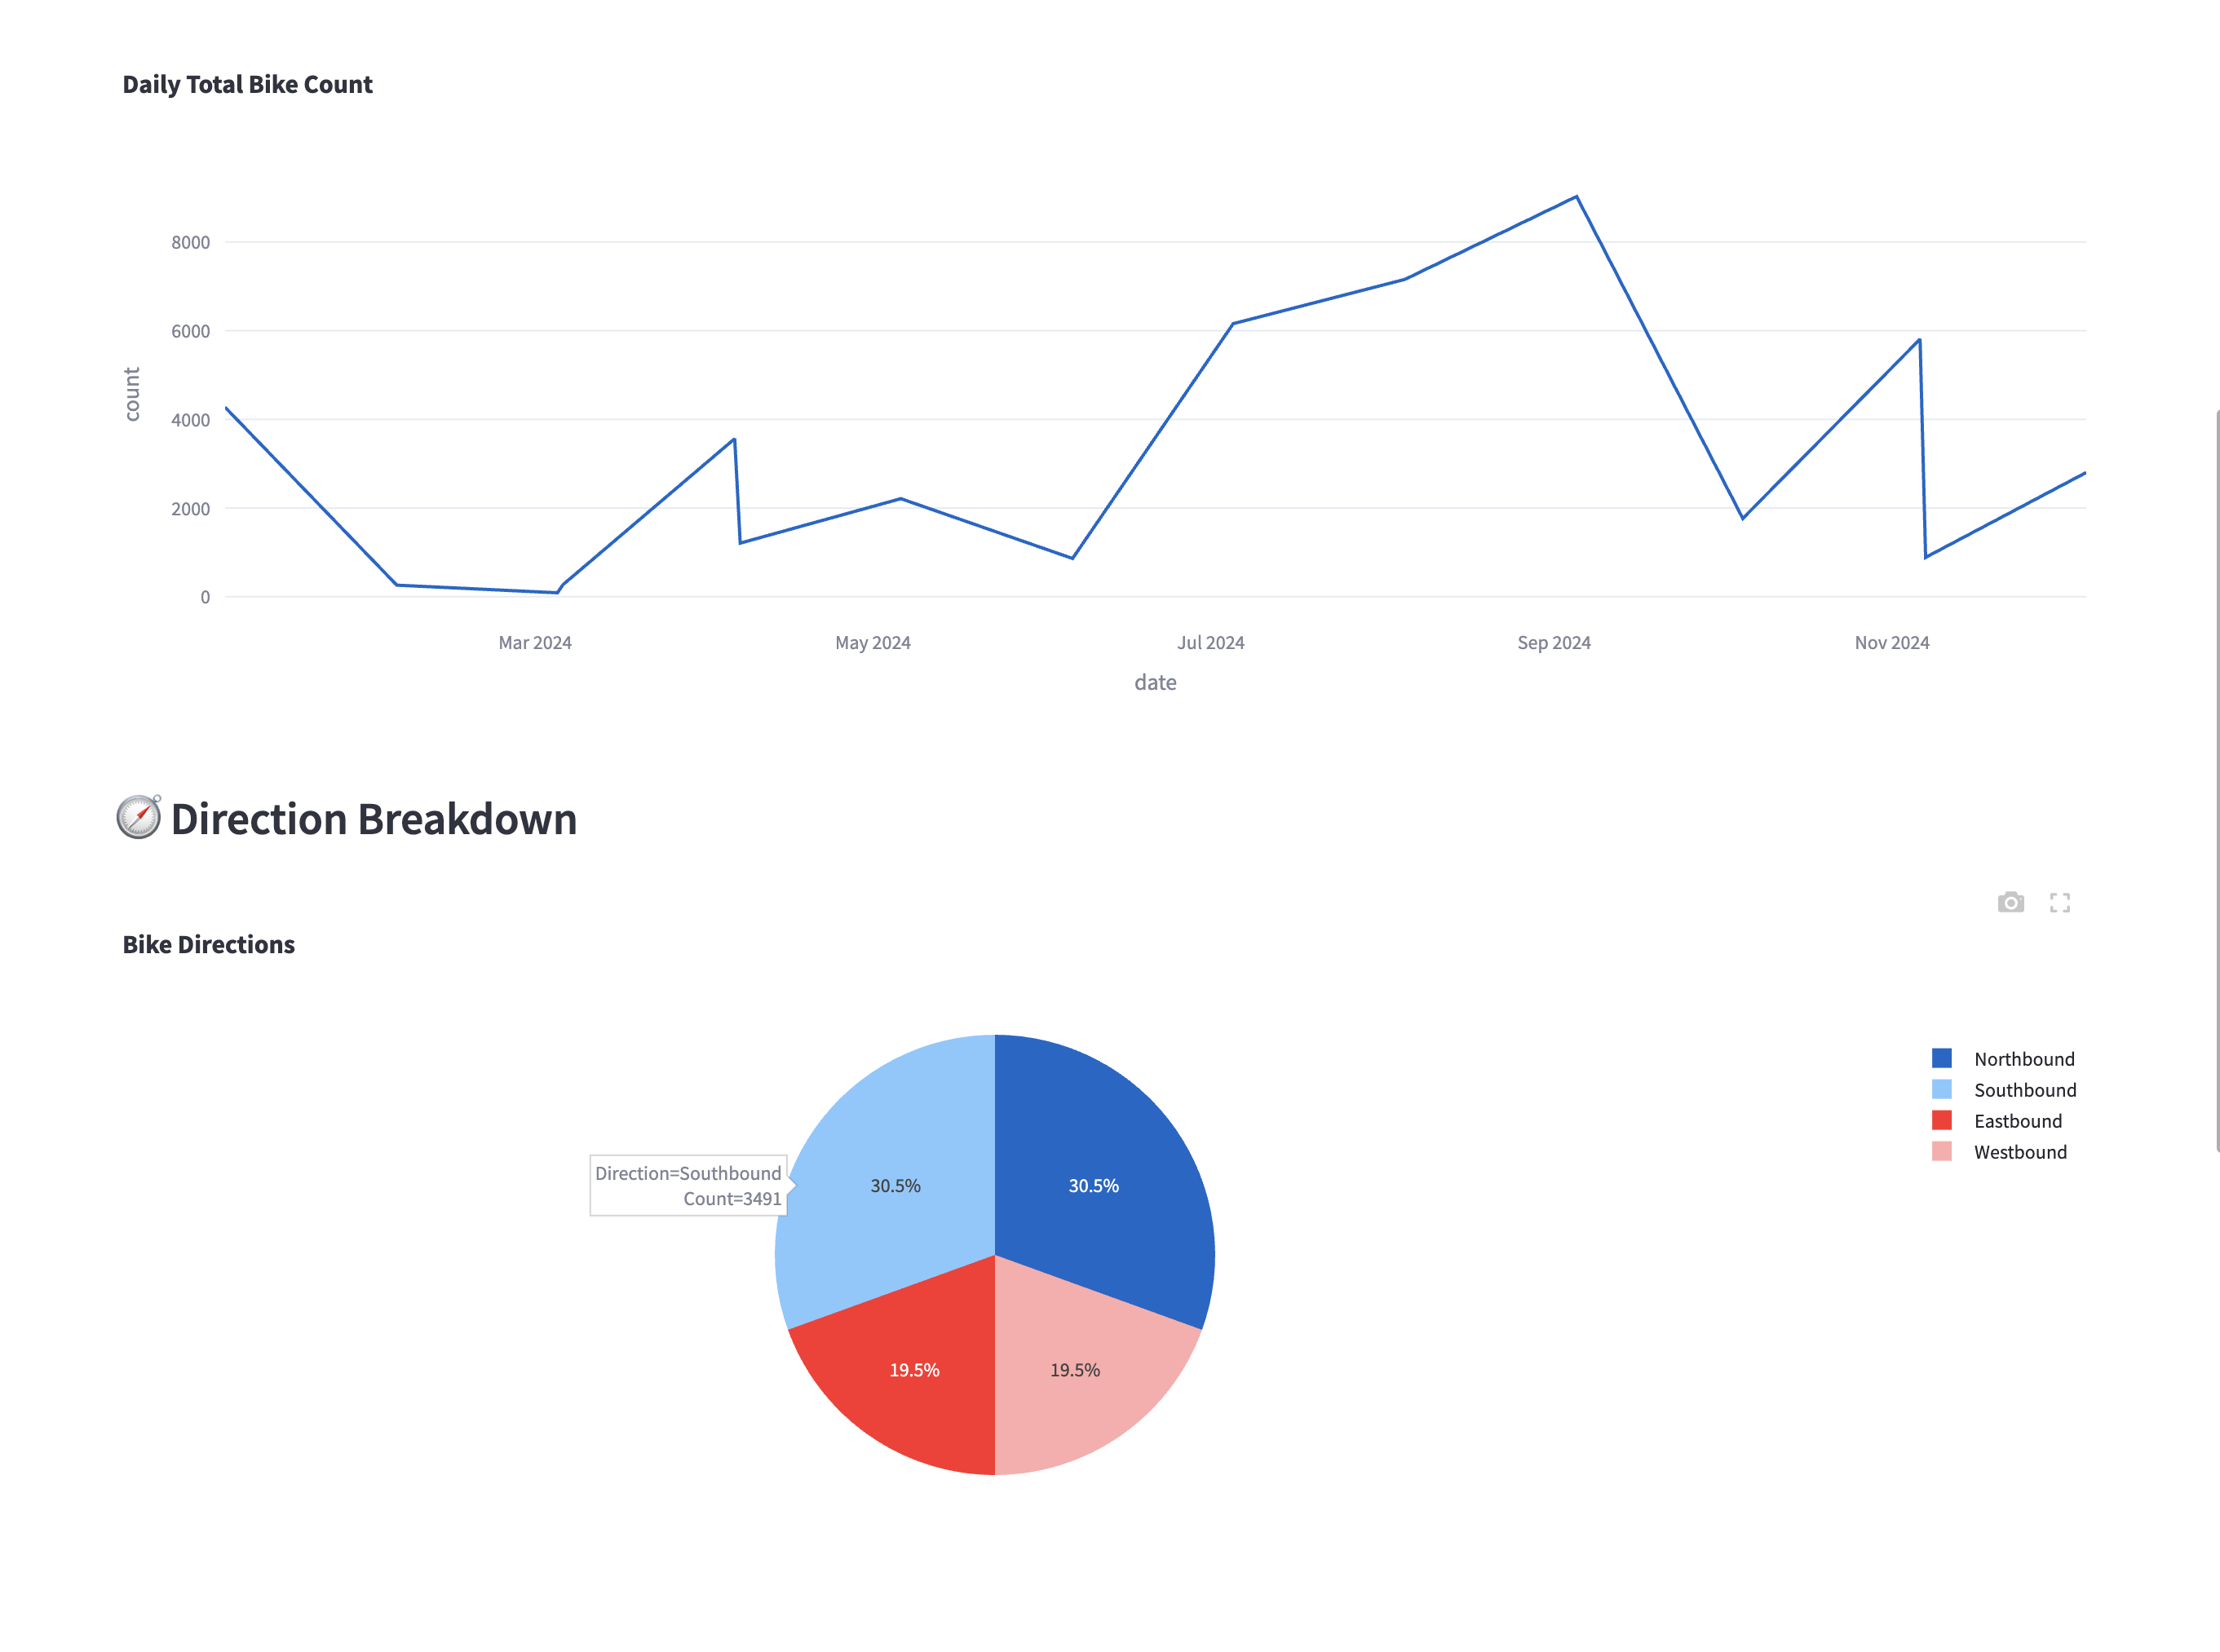 Daily Total Bike Count
8000
6000
4000
2000
0
count
Mar 2024
May 2024
Jul 2024
Sep 2024
Nov 2024
date
Direction Breakdown
Bike Directions
Northbound
Southbound
Eastbound
Westbound
Direction=Southbound
Count=3491
30.5%
30.5%
19.5%
19.5%